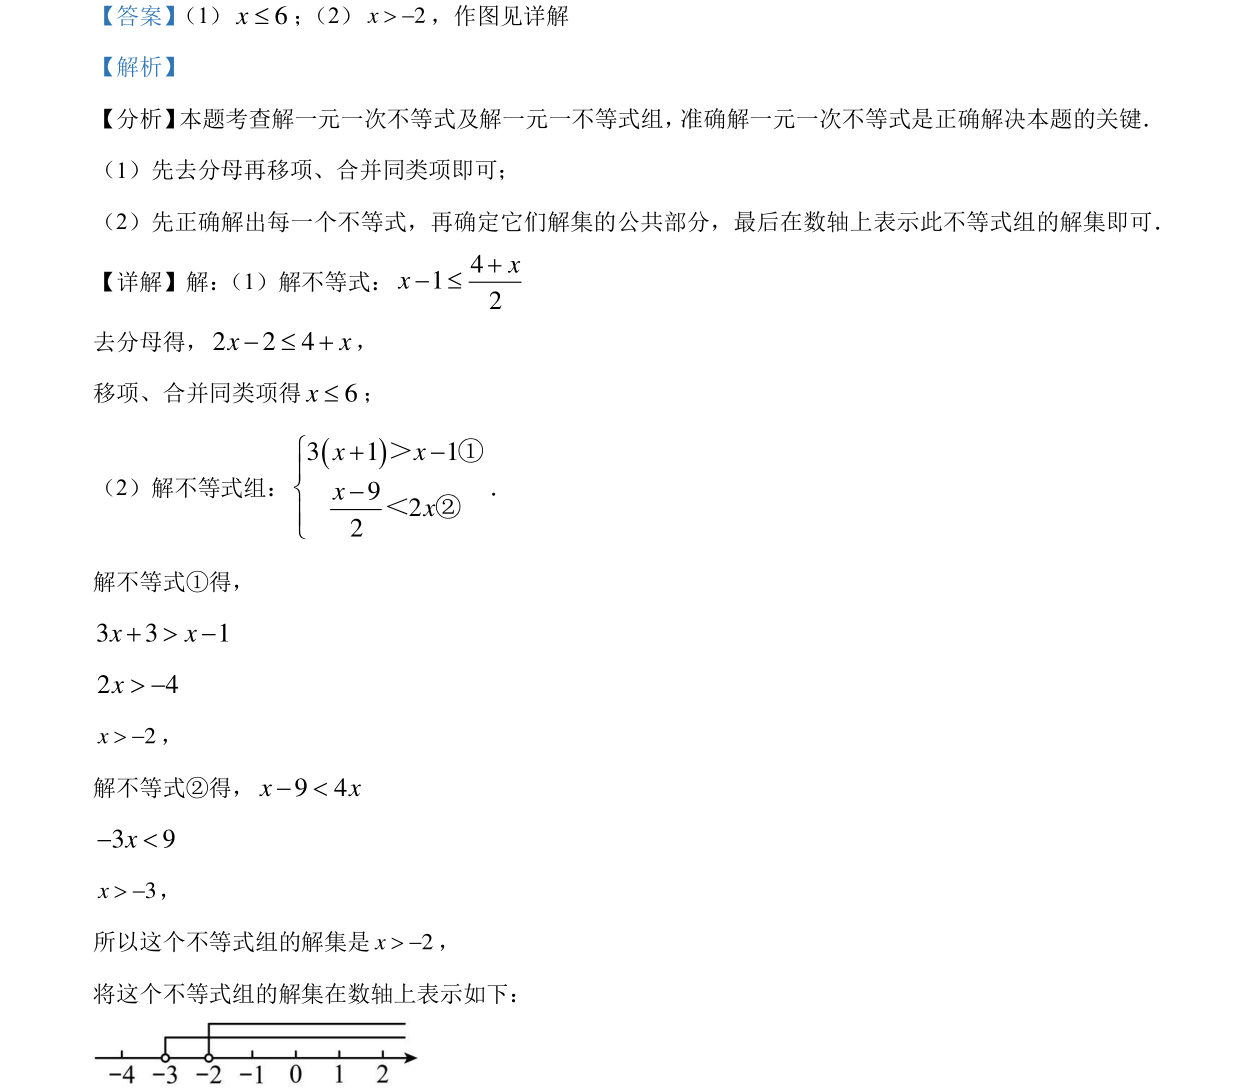 【答案】（1）x≤6；（2）x>−2，作图见详解
【解析】
【分析】本题考查解一元一次不等式及解一元一不等式组，准确解一元一次不等式是正确解决本题的关键．
（1）先去分母再移项、合并同类项即可；
（2）先正确解出每一个不等式，再确定它们解集的公共部分，最后在数轴上表示此不等式组的解集即可．
【详解】解：（1）解不等式：x−1≤\frac{4+x}{2}
去分母得，2x−2≤4+x，
移项、合并同类项得x≤6；
（2）解不等式组：\begin{cases}3(x+1)>x−1①\\\frac{x−9}{2}<2x②\end{cases}．
解不等式①得，
3x+3>x−1
2x>−4
x>−2，
解不等式②得，x−9<4x
−3x<9
x>−3，
所以这个不等式组的解集是x>−2，
将这个不等式组的解集在数轴上表示如下：
−4 −3 −2 −1 0 1 2